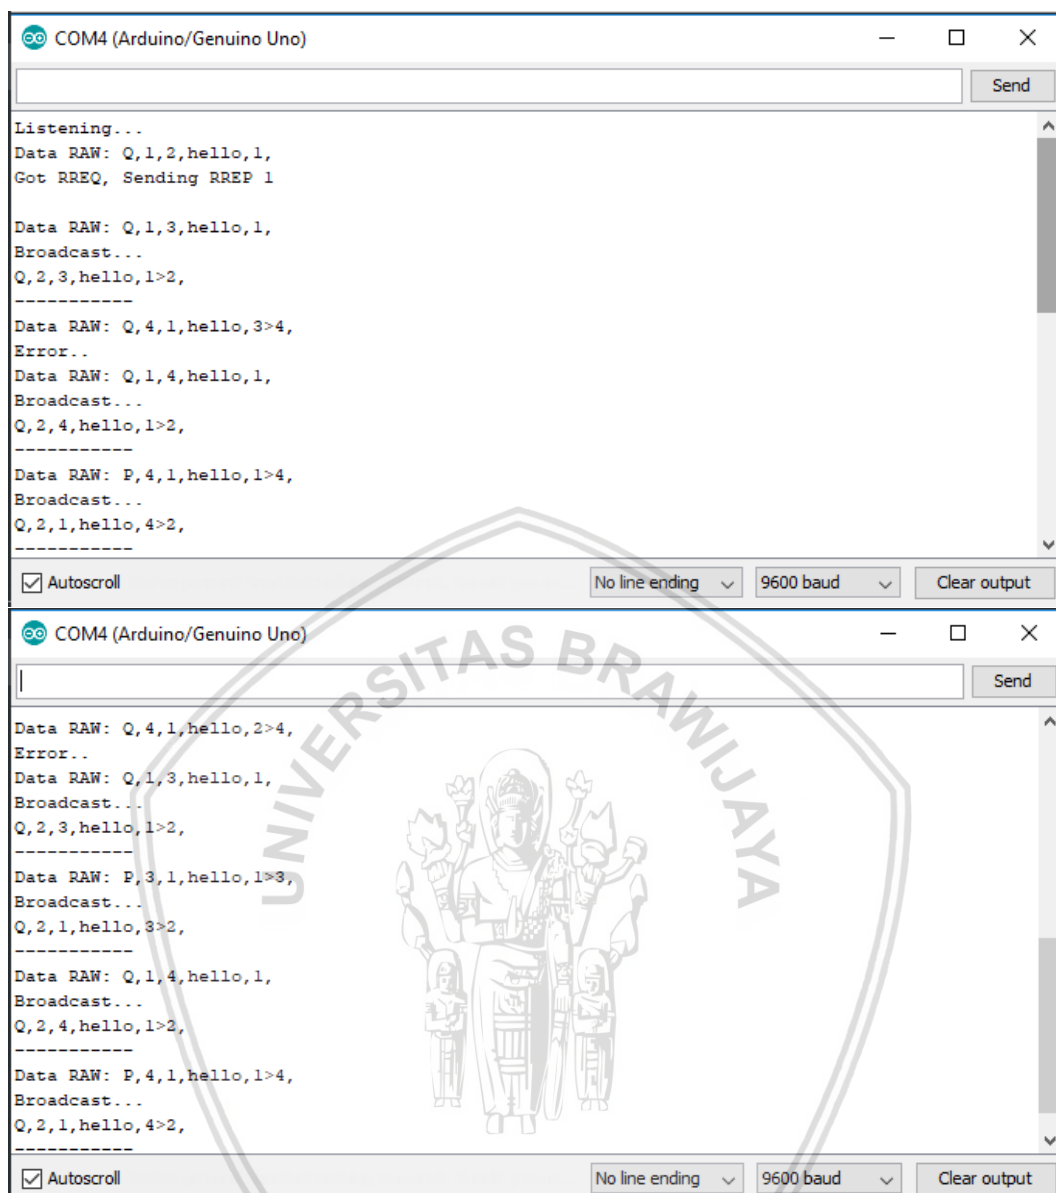 COM4 (Arduino/Genuino Uno)
Send
Listening...
Data RAW: Q,1,2,hello,1,
Got RREQ, Sending RREP 1
Data RAW: Q,1,3,hello,1,
Broadcast...
Q,2,3,hello,1>2,
-----------
Data RAW: Q,4,1,hello,3>4,
Error..
Data RAW: Q,1,4,hello,1,
Broadcast...
Q,2,4,hello,1>2,
-----------
Data RAW: P,4,1,hello,1>4,
Broadcast...
Q,2,1,hello,4>2,
-----------
Autoscroll
No line ending
9600 baud
Clear output
COM4 (Arduino/Genuino Uno)
Send
Data RAW: Q,4,1,hello,2>4,
Error..
Data RAW: Q,1,3,hello,1,
Broadcast...
Q,2,3,hello,1>2,
-----------
Data RAW: P,3,1,hello,1>3,
Broadcast...
Q,2,1,hello,3>2,
-----------
Data RAW: Q,1,4,hello,1,
Broadcast...
Q,2,4,hello,1>2,
-----------
Data RAW: P,4,1,hello,1>4,
Broadcast...
Q,2,1,hello,4>2,
-----------
Autoscroll
No line ending
9600 baud
Clear output
UNIVERSITAS BRAWIJAYA